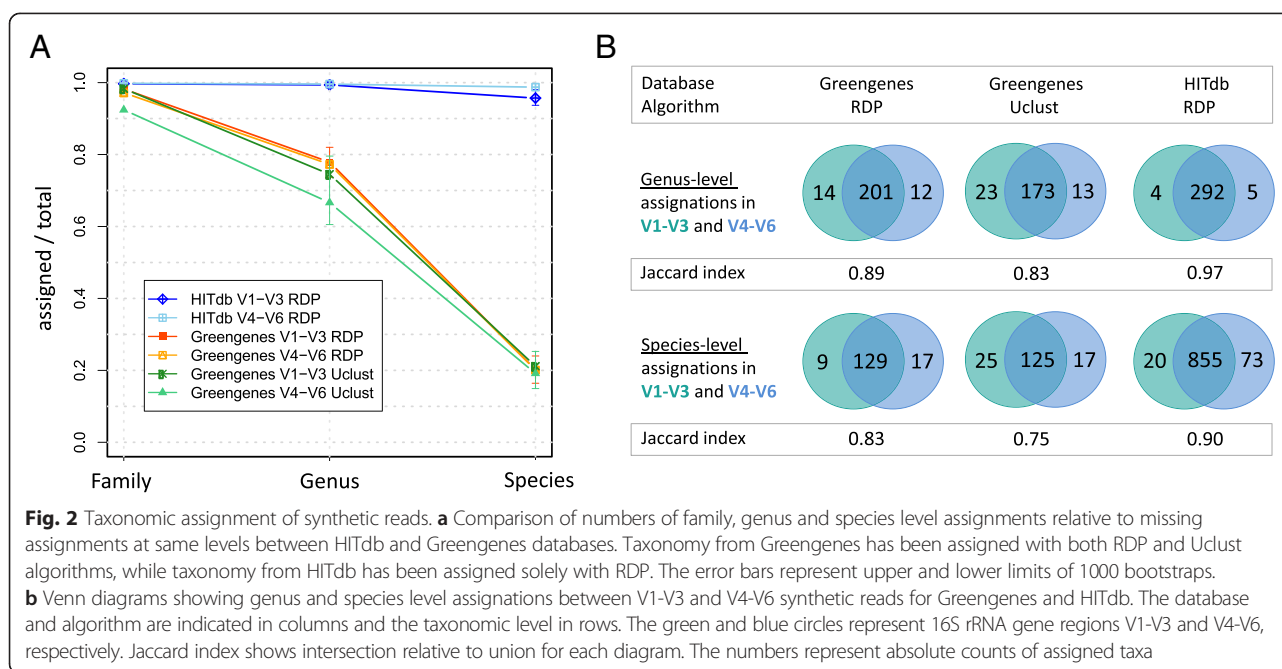 A
1.0
0.8
0.6
0.4
0.2
0.0
assigned / total
HITdb V1−V3 RDP
HITdb V4−V6 RDP
Greengenes V1−V3 RDP
Greengenes V4−V6 RDP
Greengenes V1−V3 Uclust
Greengenes V4−V6 Uclust
Family Genus Species
B
Database Greengenes Greengenes HITdb
Algorithm RDP Uclust RDP
Genus-level
assignations in
V1-V3 and V4-V6
14 201 12 23 173 13 4 292 5
Jaccard index 0.89 0.83 0.97
Species-level
assignations in
V1-V3 and V4-V6
9 129 17 25 125 17 20 855 73
Jaccard index 0.83 0.75 0.90
Fig. 2 Taxonomic assignment of synthetic reads. a Comparison of numbers of family, genus and species level assignments relative to missing
assignments at same levels between HITdb and Greengenes databases. Taxonomy from Greengenes has been assigned with both RDP and Uclust
algorithms, while taxonomy from HITdb has been assigned solely with RDP. The error bars represent upper and lower limits of 1000 bootstraps.
b Venn diagrams showing genus and species level assignations between V1-V3 and V4-V6 synthetic reads for Greengenes and HITdb. The database
and algorithm are indicated in columns and the taxonomic level in rows. The green and blue circles represent 16S rRNA gene regions V1-V3 and V4-V6,
respectively. Jaccard index shows intersection relative to union for each diagram. The numbers represent absolute counts of assigned taxa